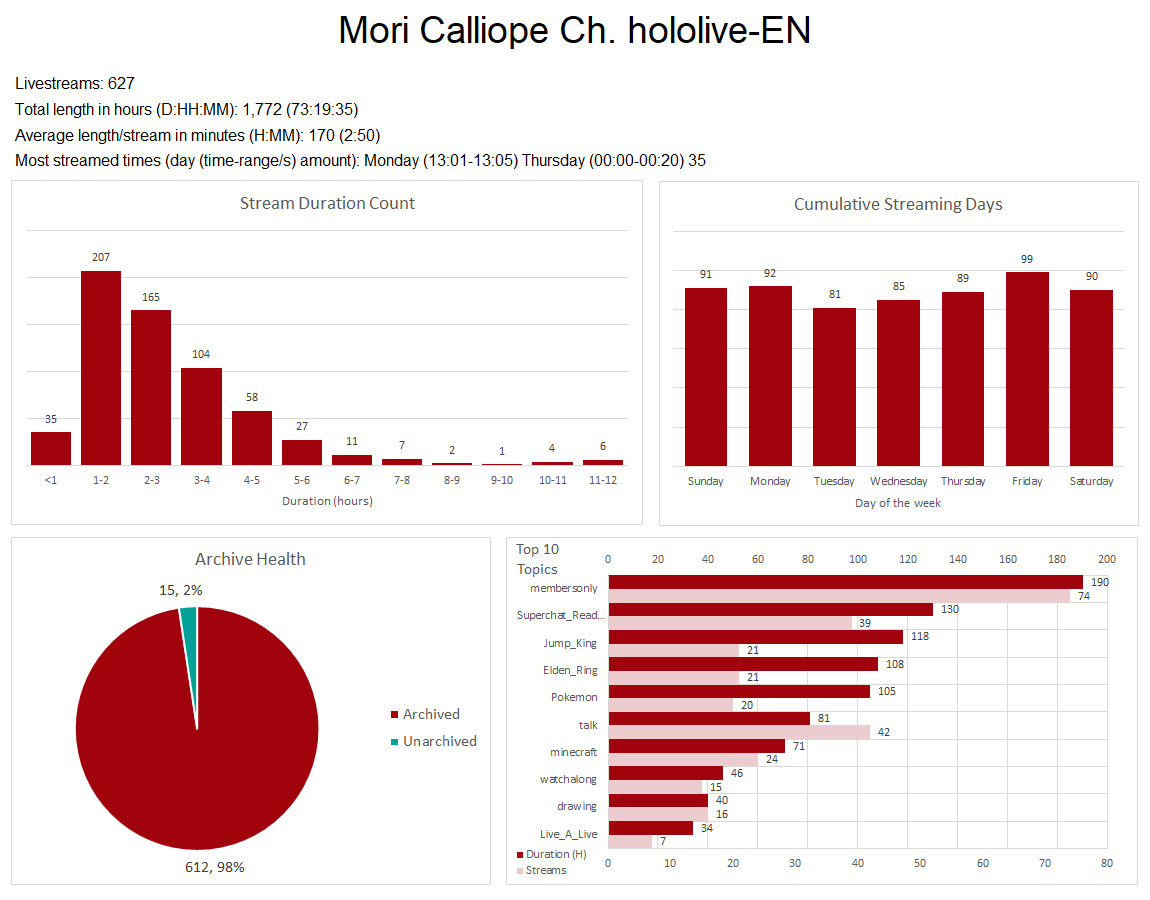 Mori Calliope Ch. hololive-EN
Livestreams: 627
Total length in hours (D:HH:MM): 1,772 (73:19:35)
Average length/stream in minutes (H:MM): 170 (2:50)
Most streamed times (day (time-range/s) amount): Monday (13:01-13:05) Thursday (00:00-00:20) 35
Stream Duration Count
35 207 165 104 58 27 11 7 2 1 4 6
<1 1-2 2-3 3-4 4-5 5-6 6-7 7-8 8-9 9-10 10-11 11-12
Duration (hours)
Cumulative Streaming Days
91 92 81 85 89 99 90
Sunday Monday Tuesday Wednesday Thursday Friday Saturday
Day of the week
Archive Health
15, 2%
Archived
Unarchived
612, 98%
Top 10
Topics
0 20 40 60 80 100 120 140 160 180 200
membersonly 190
74
Superchat_Read... 130
39
Jump_King 118
21
Elden_Ring 108
21
Pokemon 105
20
talk 81
42
minecraft 71
24
watchalong 46
15
drawing 40
16
Live_A_Live 34
7
Duration (H)
Streams
0 10 20 30 40 50 60 70 80